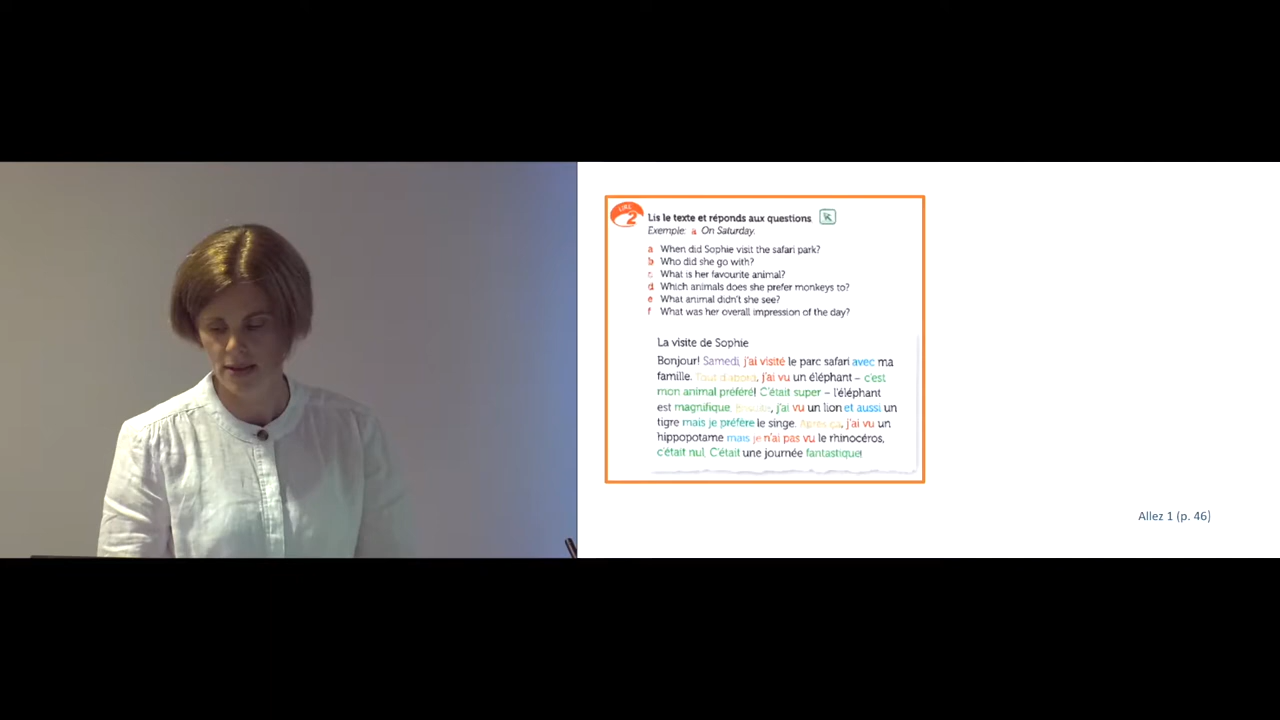 LIRE
2
Lis le texte et réponds aux questions.
Exemple: a On Saturday.
a When did Sophie visit the safari park?
b Who did she go with?
c What is her favourite animal?
d Which animals does she prefer monkeys to?
e What animal didn't she see?
f What was her overall impression of the day?
La visite de Sophie
Bonjour! Samedi, j'ai visité le parc safari avec ma
famille. Tout d'abord, j'ai vu un éléphant – c'est
mon animal préféré! C'était super – l'éléphant
est magnifique. Ensuite, j'ai vu un lion et aussi un
tigre mais je préfère le singe. Après ça, j'ai vu un
hippopotame mais je n'ai pas vu le rhinocéros,
c'était nul. C'était une journée fantastique!
Allez 1 (p. 46)